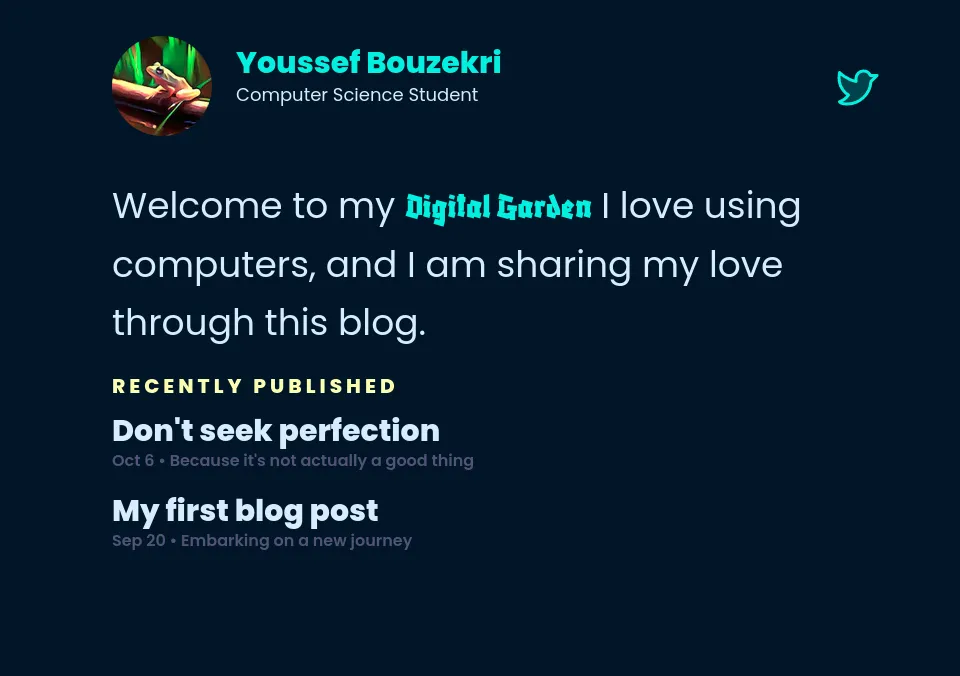 Youssef Bouzekri
Computer Science Student
Welcome to my Digital Garden I love using
computers, and I am sharing my love
through this blog.
RECENTLY PUBLISHED
Don't seek perfection
Oct 6 • Because it's not actually a good thing
My first blog post
Sep 20 • Embarking on a new journey